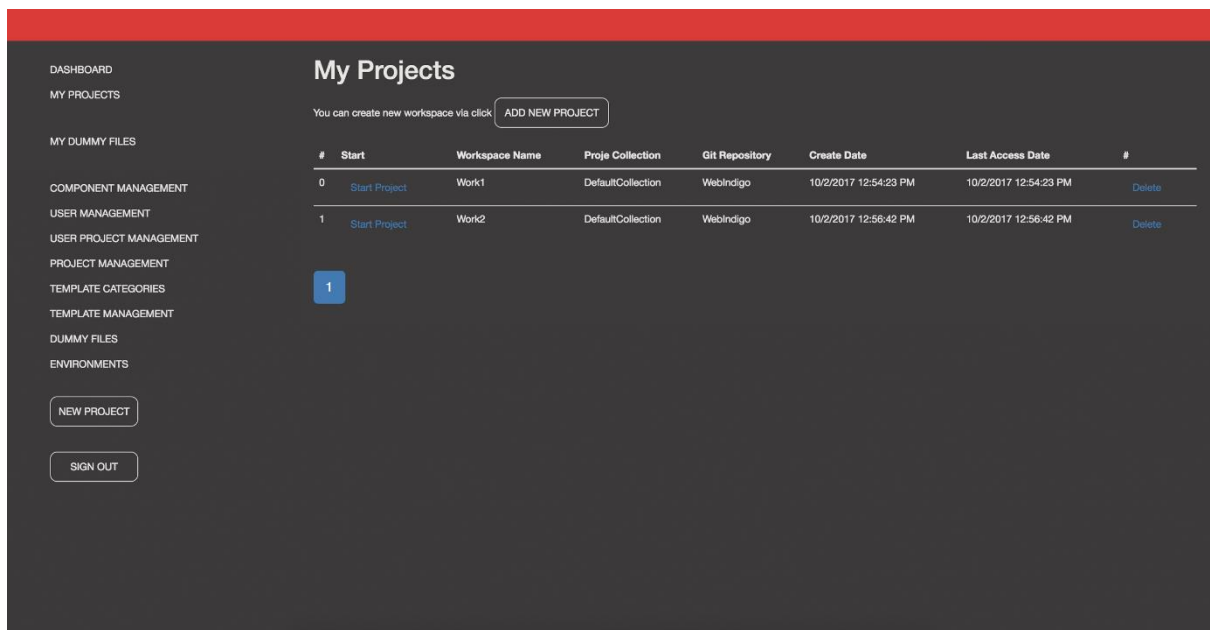 DASHBOARD
MY PROJECTS
MY DUMMY FILES
COMPONENT MANAGEMENT
USER MANAGEMENT
USER PROJECT MANAGEMENT
PROJECT MANAGEMENT
TEMPLATE CATEGORIES
TEMPLATE MANAGEMENT
DUMMY FILES
ENVIRONMENTS
NEW PROJECT
SIGN OUT
My Projects
You can create new workspace via click ADD NEW PROJECT
# Start Workspace Name Proje Collection Git Repository Create Date Last Access Date #
0 Start Project Work1 DefaultCollection WebIndigo 10/2/2017 12:54:23 PM 10/2/2017 12:54:23 PM Delete
1 Start Project Work2 DefaultCollection WebIndigo 10/2/2017 12:56:42 PM 10/2/2017 12:56:42 PM Delete
1